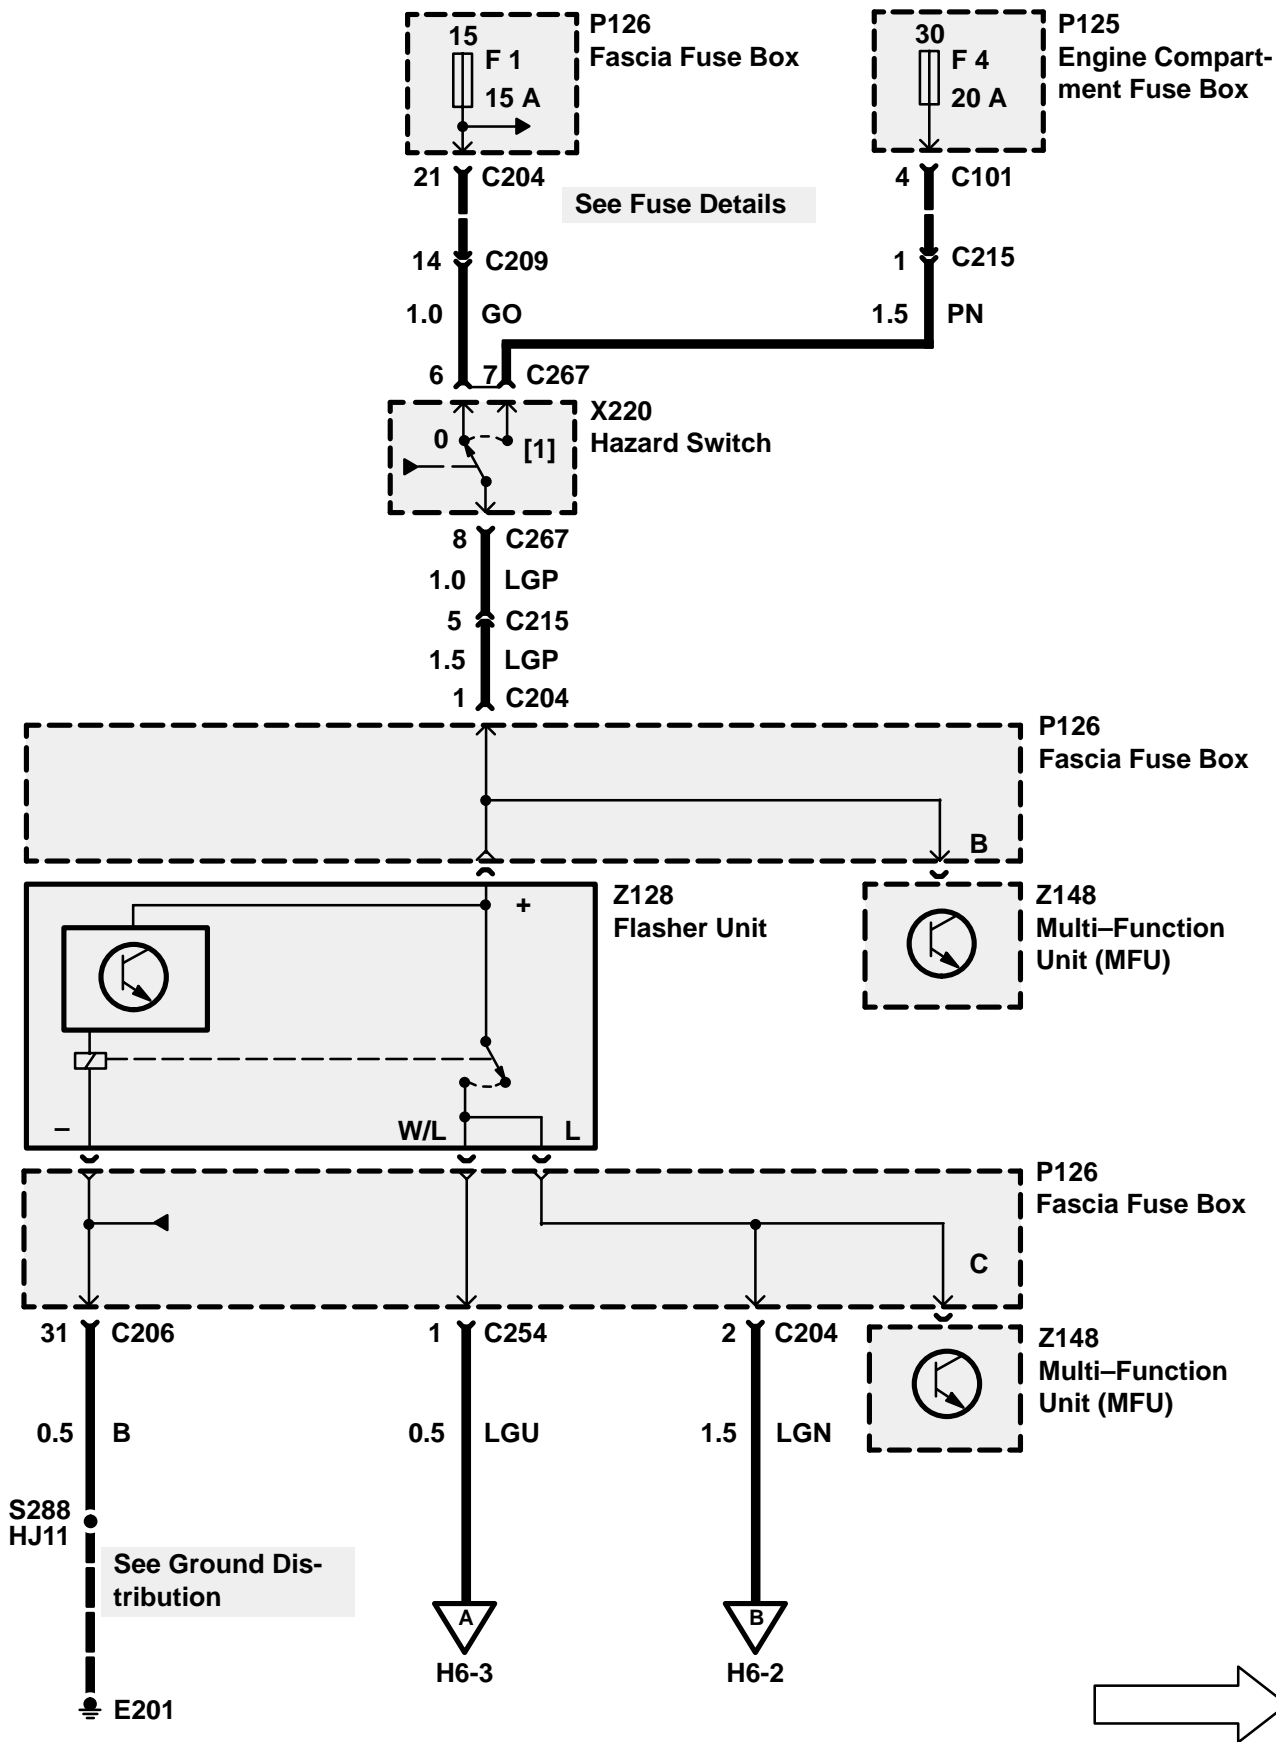 15
F 1
15 A
P126
Fascia Fuse Box
30
F 4
20 A
P125
Engine Compart-
ment Fuse Box
21 C204
See Fuse Details
4 C101
14 C209
1 C215
1.0 GO
1.5 PN
6 7 C267
0 [1]
X220
Hazard Switch
8 C267
1.0 LGP
5 C215
1.5 LGP
1 C204
P126
Fascia Fuse Box
B
+
Z128
Flasher Unit
Z148
Multi–Function
Unit (MFU)
– W/L L
P126
Fascia Fuse Box
C
31 C206
1 C254
2 C204
Z148
Multi–Function
Unit (MFU)
0.5 B
0.5 LGU
1.5 LGN
S288
HJ11
See Ground Dis-
tribution
A
H6-3
B
H6-2
E201